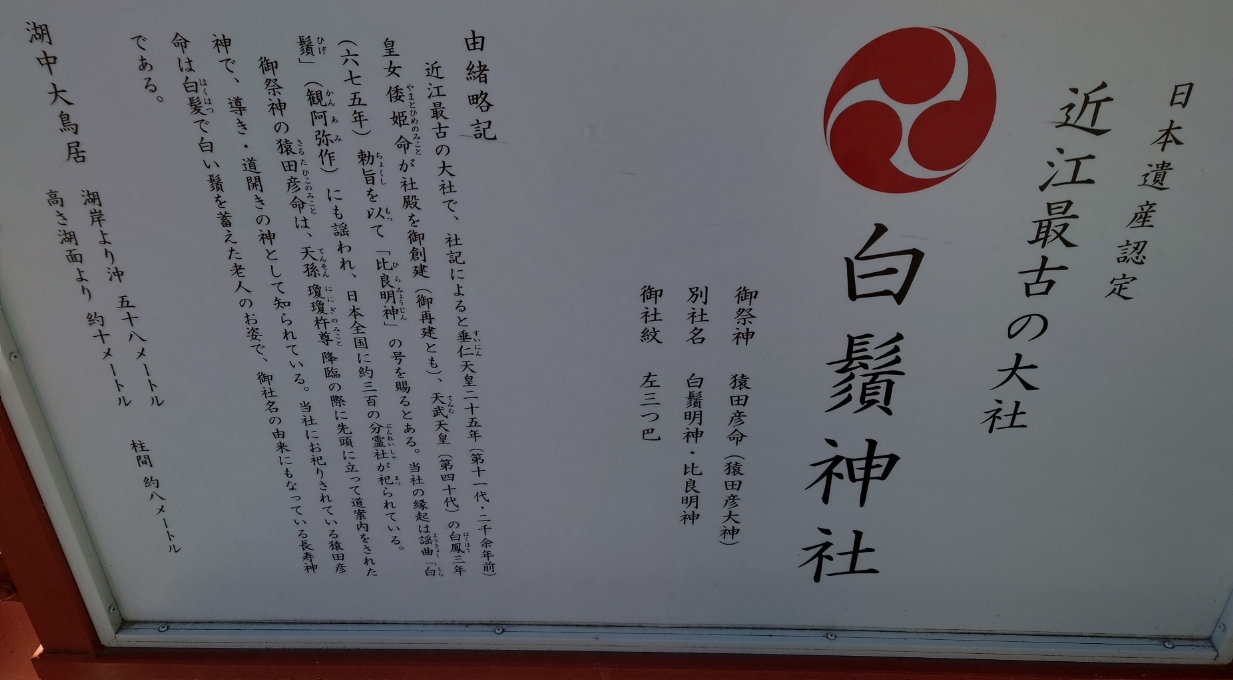 日本遺産認定
近江最古の大社
白鬚神社
御祭神　猿田彦命（猿田彦大神）
別社名　白鬚明神・比良明神
御社紋　左三つ巴
由緒略記
近江最古の大社で、社記によると垂仁天皇二十五年（第十一代・二千余年前）
皇女倭姫命が社殿を御創建（御再建とも）、天武天皇（第四十代）の白鳳三年
（六七五年）勅旨を以て「比良明神」の号を賜るとある。当社の縁起は謡曲「白
鬚」（観阿弥作）にも謡われ、日本全国に約三百の分霊社が祀られている。
御祭神の猿田彦命は、天孫瓊瓊杵尊降臨の際に先頭に立って道案内をされた
神で、導き・道開きの神として知られている。当社にお祀りされている猿田彦
命は白髪で白い鬚を蓄えた老人のお姿で、御社名の由来にもなっている長寿神
である。
湖中大鳥居　湖岸より沖　五十八メートル　柱間　約八メートル
高さ湖面より　約十メートル